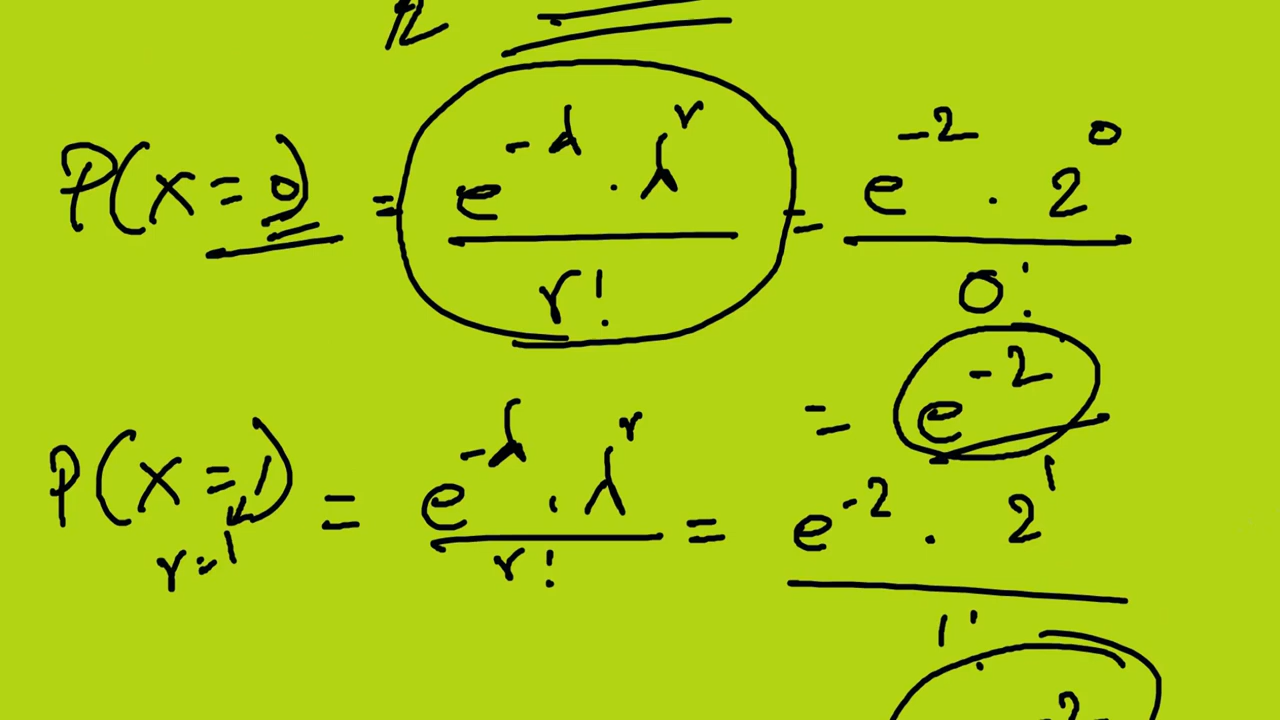 P(X=0) = e^{-λ} · λ^r / r! = e^{-2} · 2^0 / 0!
= e^{-2}
P(X=1) = e^{-λ} · λ^r / r! = e^{-2} · 2^1 / 1!
r=1